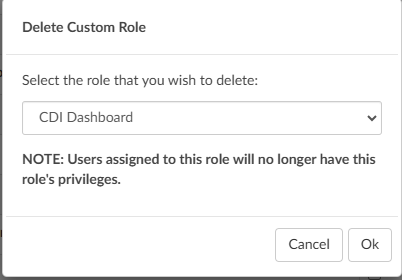 Delete Custom Role
Select the role that you wish to delete:
CDI Dashboard
NOTE: Users assigned to this role will no longer have this
role's privileges.
Cancel
Ok